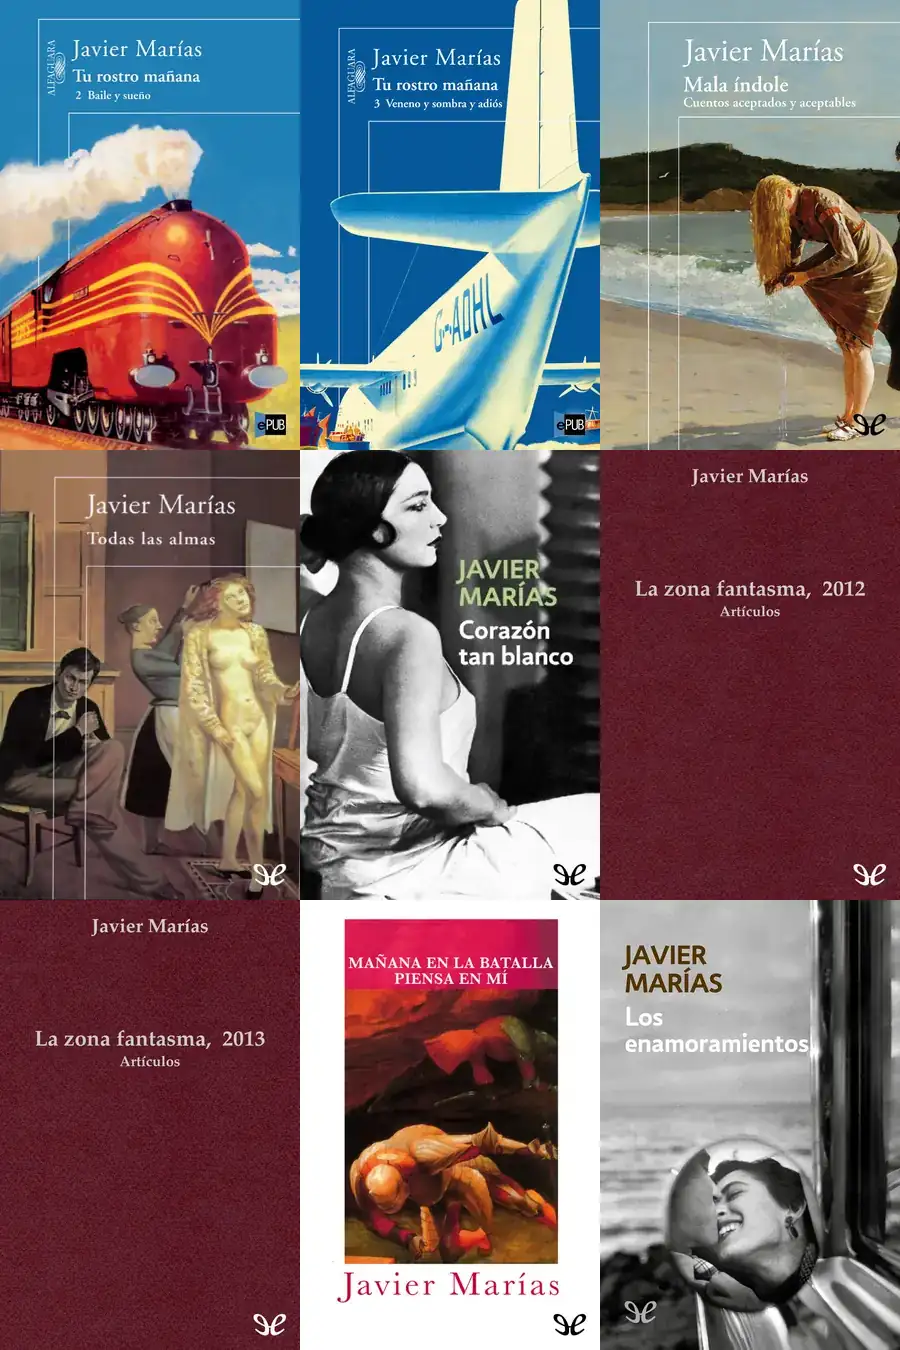 ALFAGUARA
Javier Marías
Tu rostro mañana
2 Baile y sueño
ePUB
ALFAGUARA
Javier Marías
Tu rostro mañana
3 Veneno y sombra y adiós
G-ADHL
ePUB
Javier Marías
Mala índole
Cuentos aceptados y aceptables
Javier Marías
Todas las almas
JAVIER
MARÍAS
Corazón
tan blanco
Javier Marías
La zona fantasma, 2012
Artículos
Javier Marías
La zona fantasma, 2013
Artículos
MAÑANA EN LA BATALLA
PIENSA EN MÍ
Javier Marías
JAVIER
MARÍAS
Los
enamoramientos